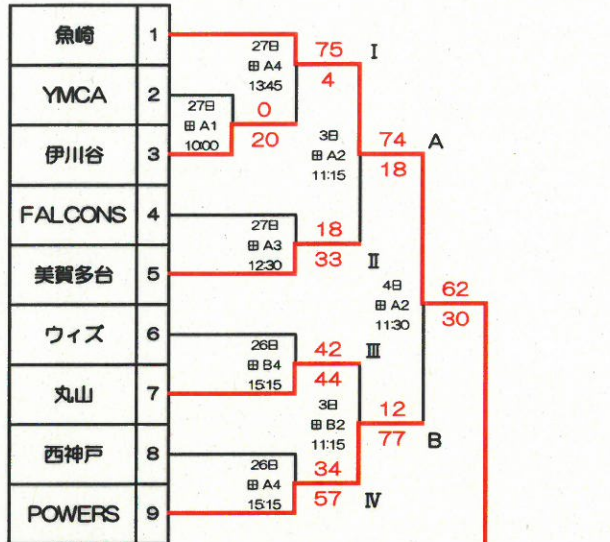 魚崎 1
YMCA 2
伊川谷 3
FALCONS 4
美賀多台 5
ウィズ 6
丸山 7
西神戸 8
POWERS 9
27日
田 A4
13:45
75
4
I
27日
田 A1
10:00
0
20
3日
田 A2
11:15
74
18
A
27日
田 A3
12:30
18
33
II
4日
田 A2
11:30
62
30
26日
田 B4
15:15
42
44
III
3日
田 B2
11:15
12
77
B
26日
田 A4
15:15
34
57
IV